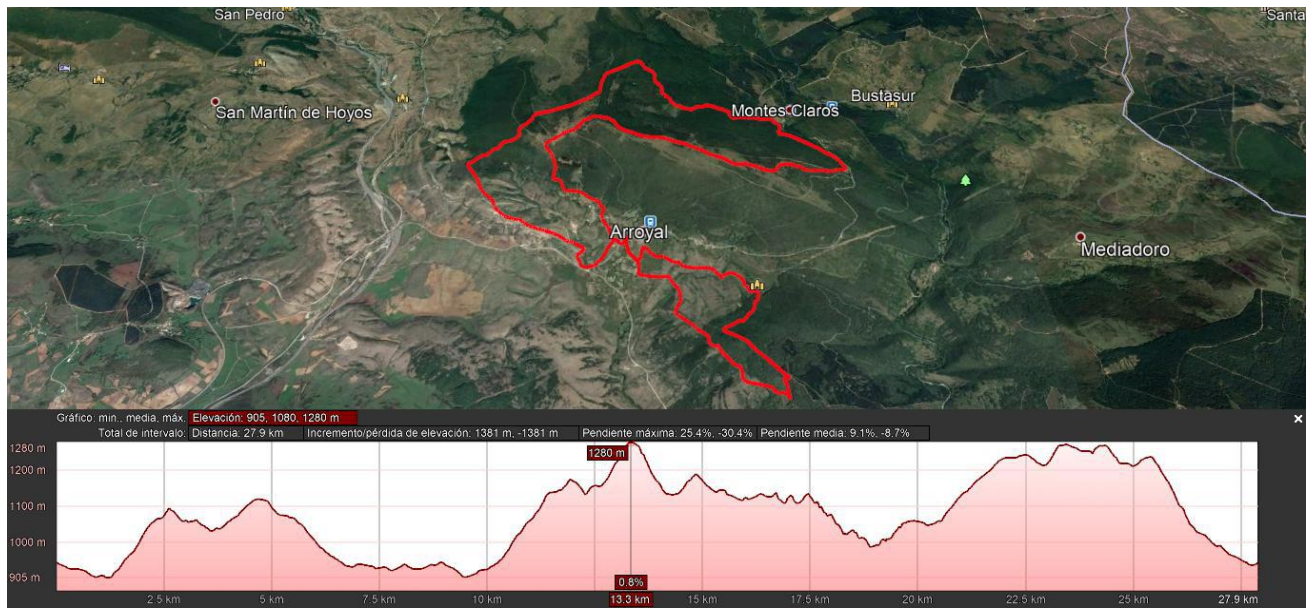 San Pedro
Santa
San Martín de Hoyos
Montes Claros
Bustasur
Arroyal
Mediadoro
Gráfico: min., media, máx. Elevación: 905, 1080, 1280 m
Total de intervalo: Distancia: 27.9 km Incremento/pérdida de elevación: 1381 m, -1381 m Pendiente máxima: 25.4%, -30.4% Pendiente media: 9.1%, -8.7%
1280 m
1280 m
1200 m
1100 m
1000 m
905 m
0.8%
2.5 km 5 km 7.5 km 10 km 13.3 km 15 km 17.5 km 20 km 22.5 km 25 km 27.9 km